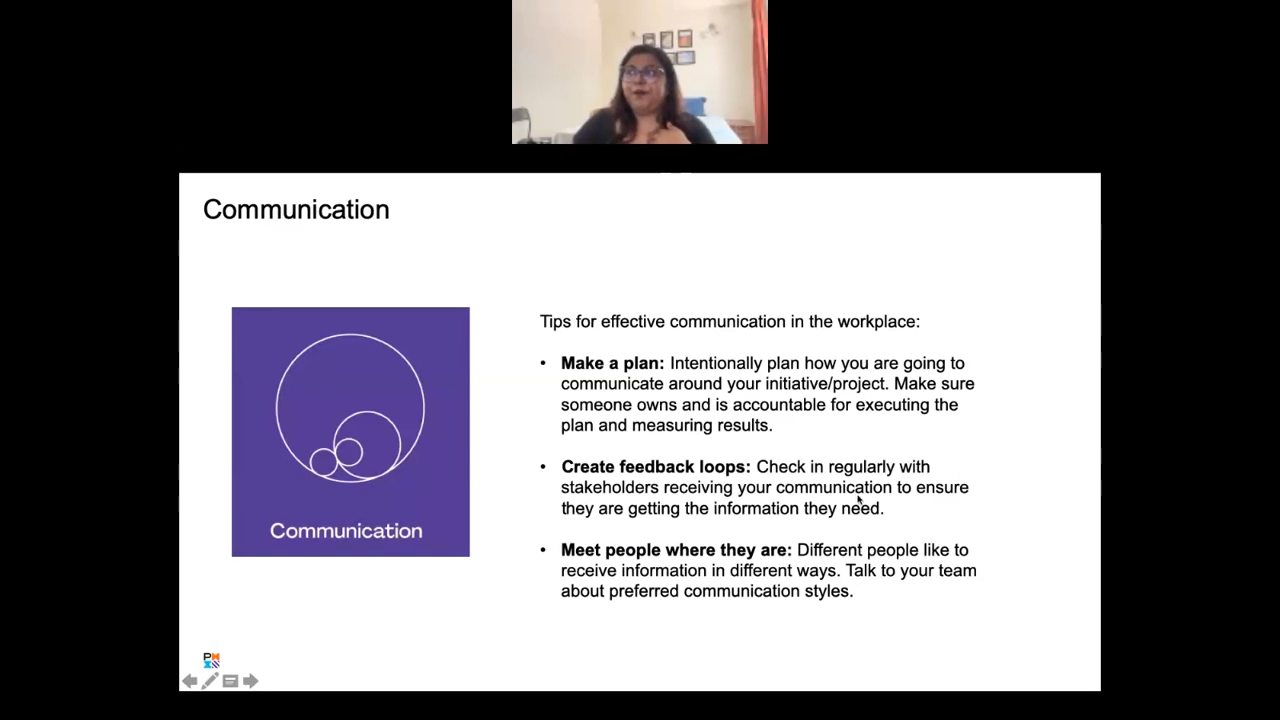 Communication
Tips for effective communication in the workplace:
• Make a plan: Intentionally plan how you are going to
communicate around your initiative/project. Make sure
someone owns and is accountable for executing the
plan and measuring results.
• Create feedback loops: Check in regularly with
stakeholders receiving your communication to ensure
they are getting the information they need.
• Meet people where they are: Different people like to
receive information in different ways. Talk to your team
about preferred communication styles.
Communication